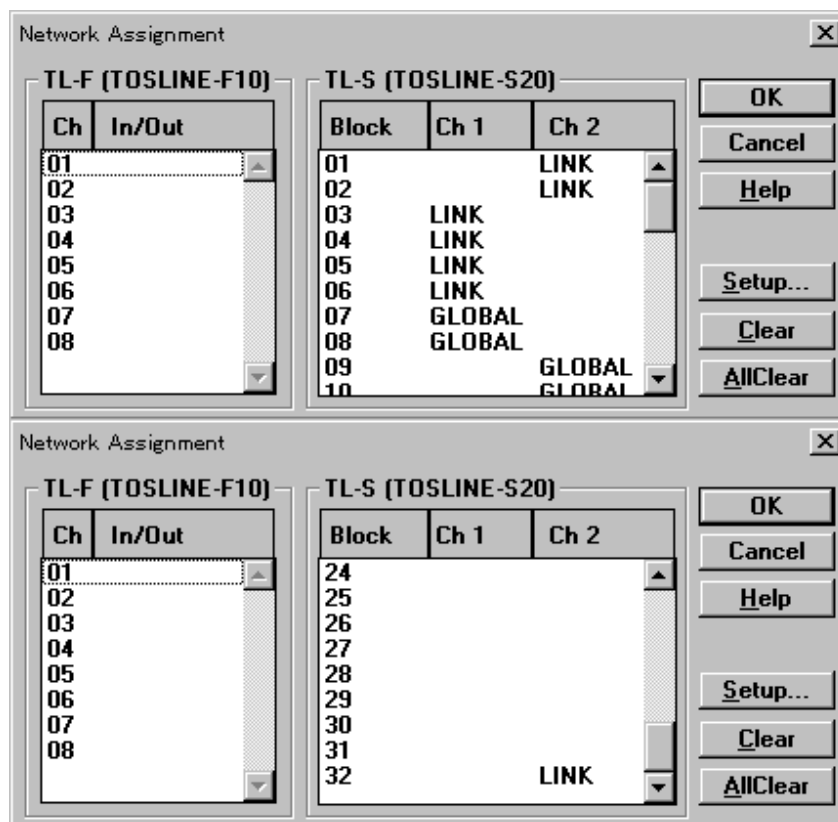 Network Assignment
TL-F (TOSLINE-F10)
Ch In/Out
01
02
03
04
05
06
07
08
TL-S (TOSLINE-S20)
Block Ch 1 Ch 2
01 LINK
02 LINK
03 LINK
04 LINK
05 LINK
06 LINK
07 GLOBAL
08 GLOBAL
09 GLOBAL
10 GLOBAL
OK
Cancel
Help
Setup...
Clear
AllClear
Network Assignment
TL-F (TOSLINE-F10)
Ch In/Out
01
02
03
04
05
06
07
08
TL-S (TOSLINE-S20)
Block Ch 1 Ch 2
24
25
26
27
28
29
30
31
32 LINK
OK
Cancel
Help
Setup...
Clear
AllClear